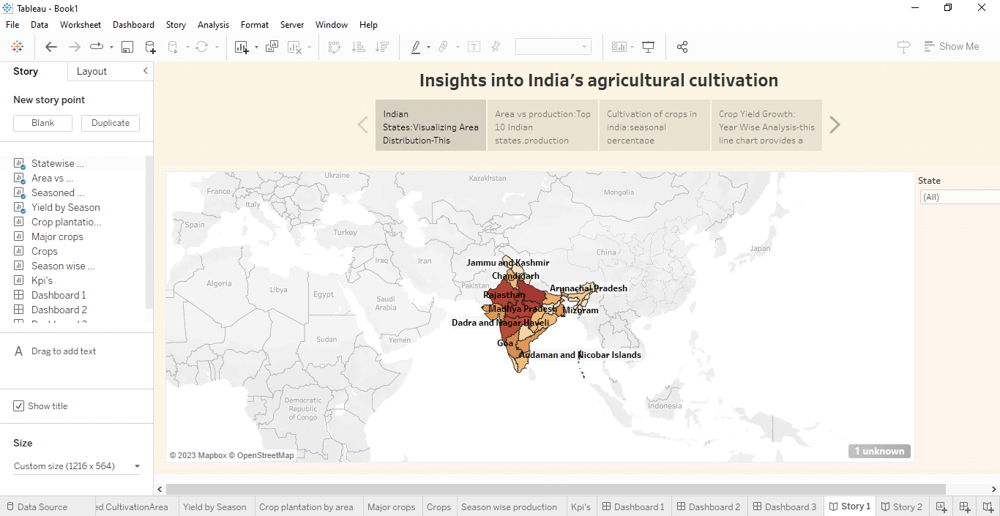 Tableau - Book1
File Data Worksheet Dashboard Story Analysis Format Server Window Help
Show Me
Story Layout
New story point
Blank Duplicate
Statewise ...
Area vs ...
Seasoned ...
Yield by Season
Crop plantatio...
Major crops
Crops
Season wise ...
Kpi's
Dashboard 1
Dashboard 2
A Drag to add text
Show title
Size
Custom size (1216 x 564)
Insights into India's agricultural cultivation
Indian
States:Visualizing Area
Distribution-This
Area vs production:Top
10 Indian
states.production
Cultivation of crops in
india:seasonal
percentage
Crop Yield Growth:
Year Wise Analysis-this
line chart provides a
State
(All)
Ukraine
Kazakhstan
France
Mongolia
Italy
Spain
Turkey
Japan
China
Iraq
Iran
Jammu and Kashmir
Chandigarh
Algeria
Libya
Egypt
Pakistan
Arunachal Pradesh
Rajasthan
Saudi
Arabia
Madhya Pradesh
Mizoram
Dadra and Nagar Haveli
Sudan
Yemen
Goa
Andaman and Nicobar Islands
Democratic
Republic
of Congo
Indonesia
© 2023 Mapbox © OpenStreetMap
1 unknown
Data Source ed CultivationArea Yield by Season Crop plantation by area Major crops Crops Season wise production Kpi's Dashboard 1 Dashboard 2 Dashboard 3 Story 1 Story 2